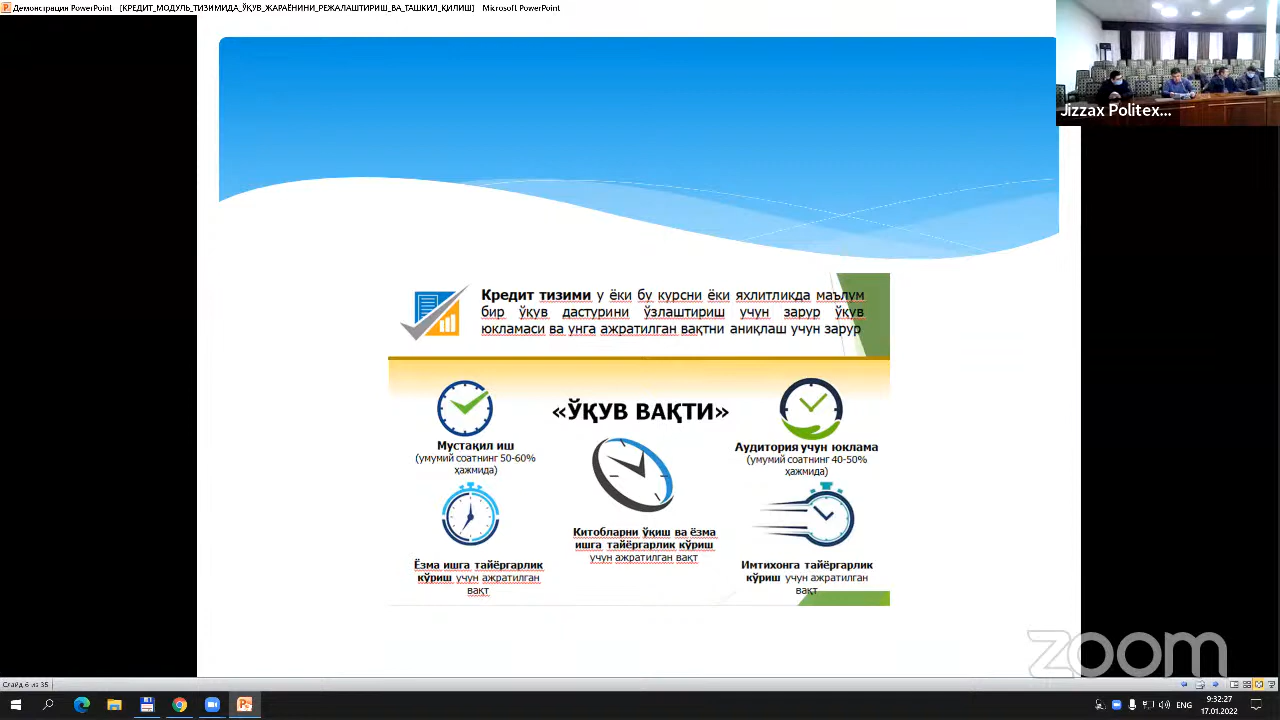 Демонстрация PowerPoint - [КРЕДИТ_МОДУЛЬ_ТИЗИМИДА_ЎҚУВ_ЖАРАЁНИНИ_РЕЖАЛАШТИРИШ_ВА_ТАШКИЛ_ҚИЛИШ] - Microsoft PowerPoint
Jizzax Politex...
Кредит тизими у ёки бу курсни ёки яхлитликда маълум
бир ўқув дастурини ўзлаштириш учун зарур ўқув
юкламаси ва унга ажратилган вақтни аниқлаш учун зарур
«ЎҚУВ ВАҚТИ»
Мустақил иш
(умумий соатнинг 50-60%
ҳажмида)
Аудитория учун юклама
(умумий соатнинг 40-50%
ҳажмида)
Китобларни ўқиш ва ёзма
ишга тайёргарлик кўриш
учун ажратилган вақт
Ёзма ишга тайёргарлик
кўриш учун ажратилган
вақт
Имтихонга тайёргарлик
кўриш учун ажратилган
вақт
zoom
Слайд 6 из 35
ENG
9:32:27
17.01.2022